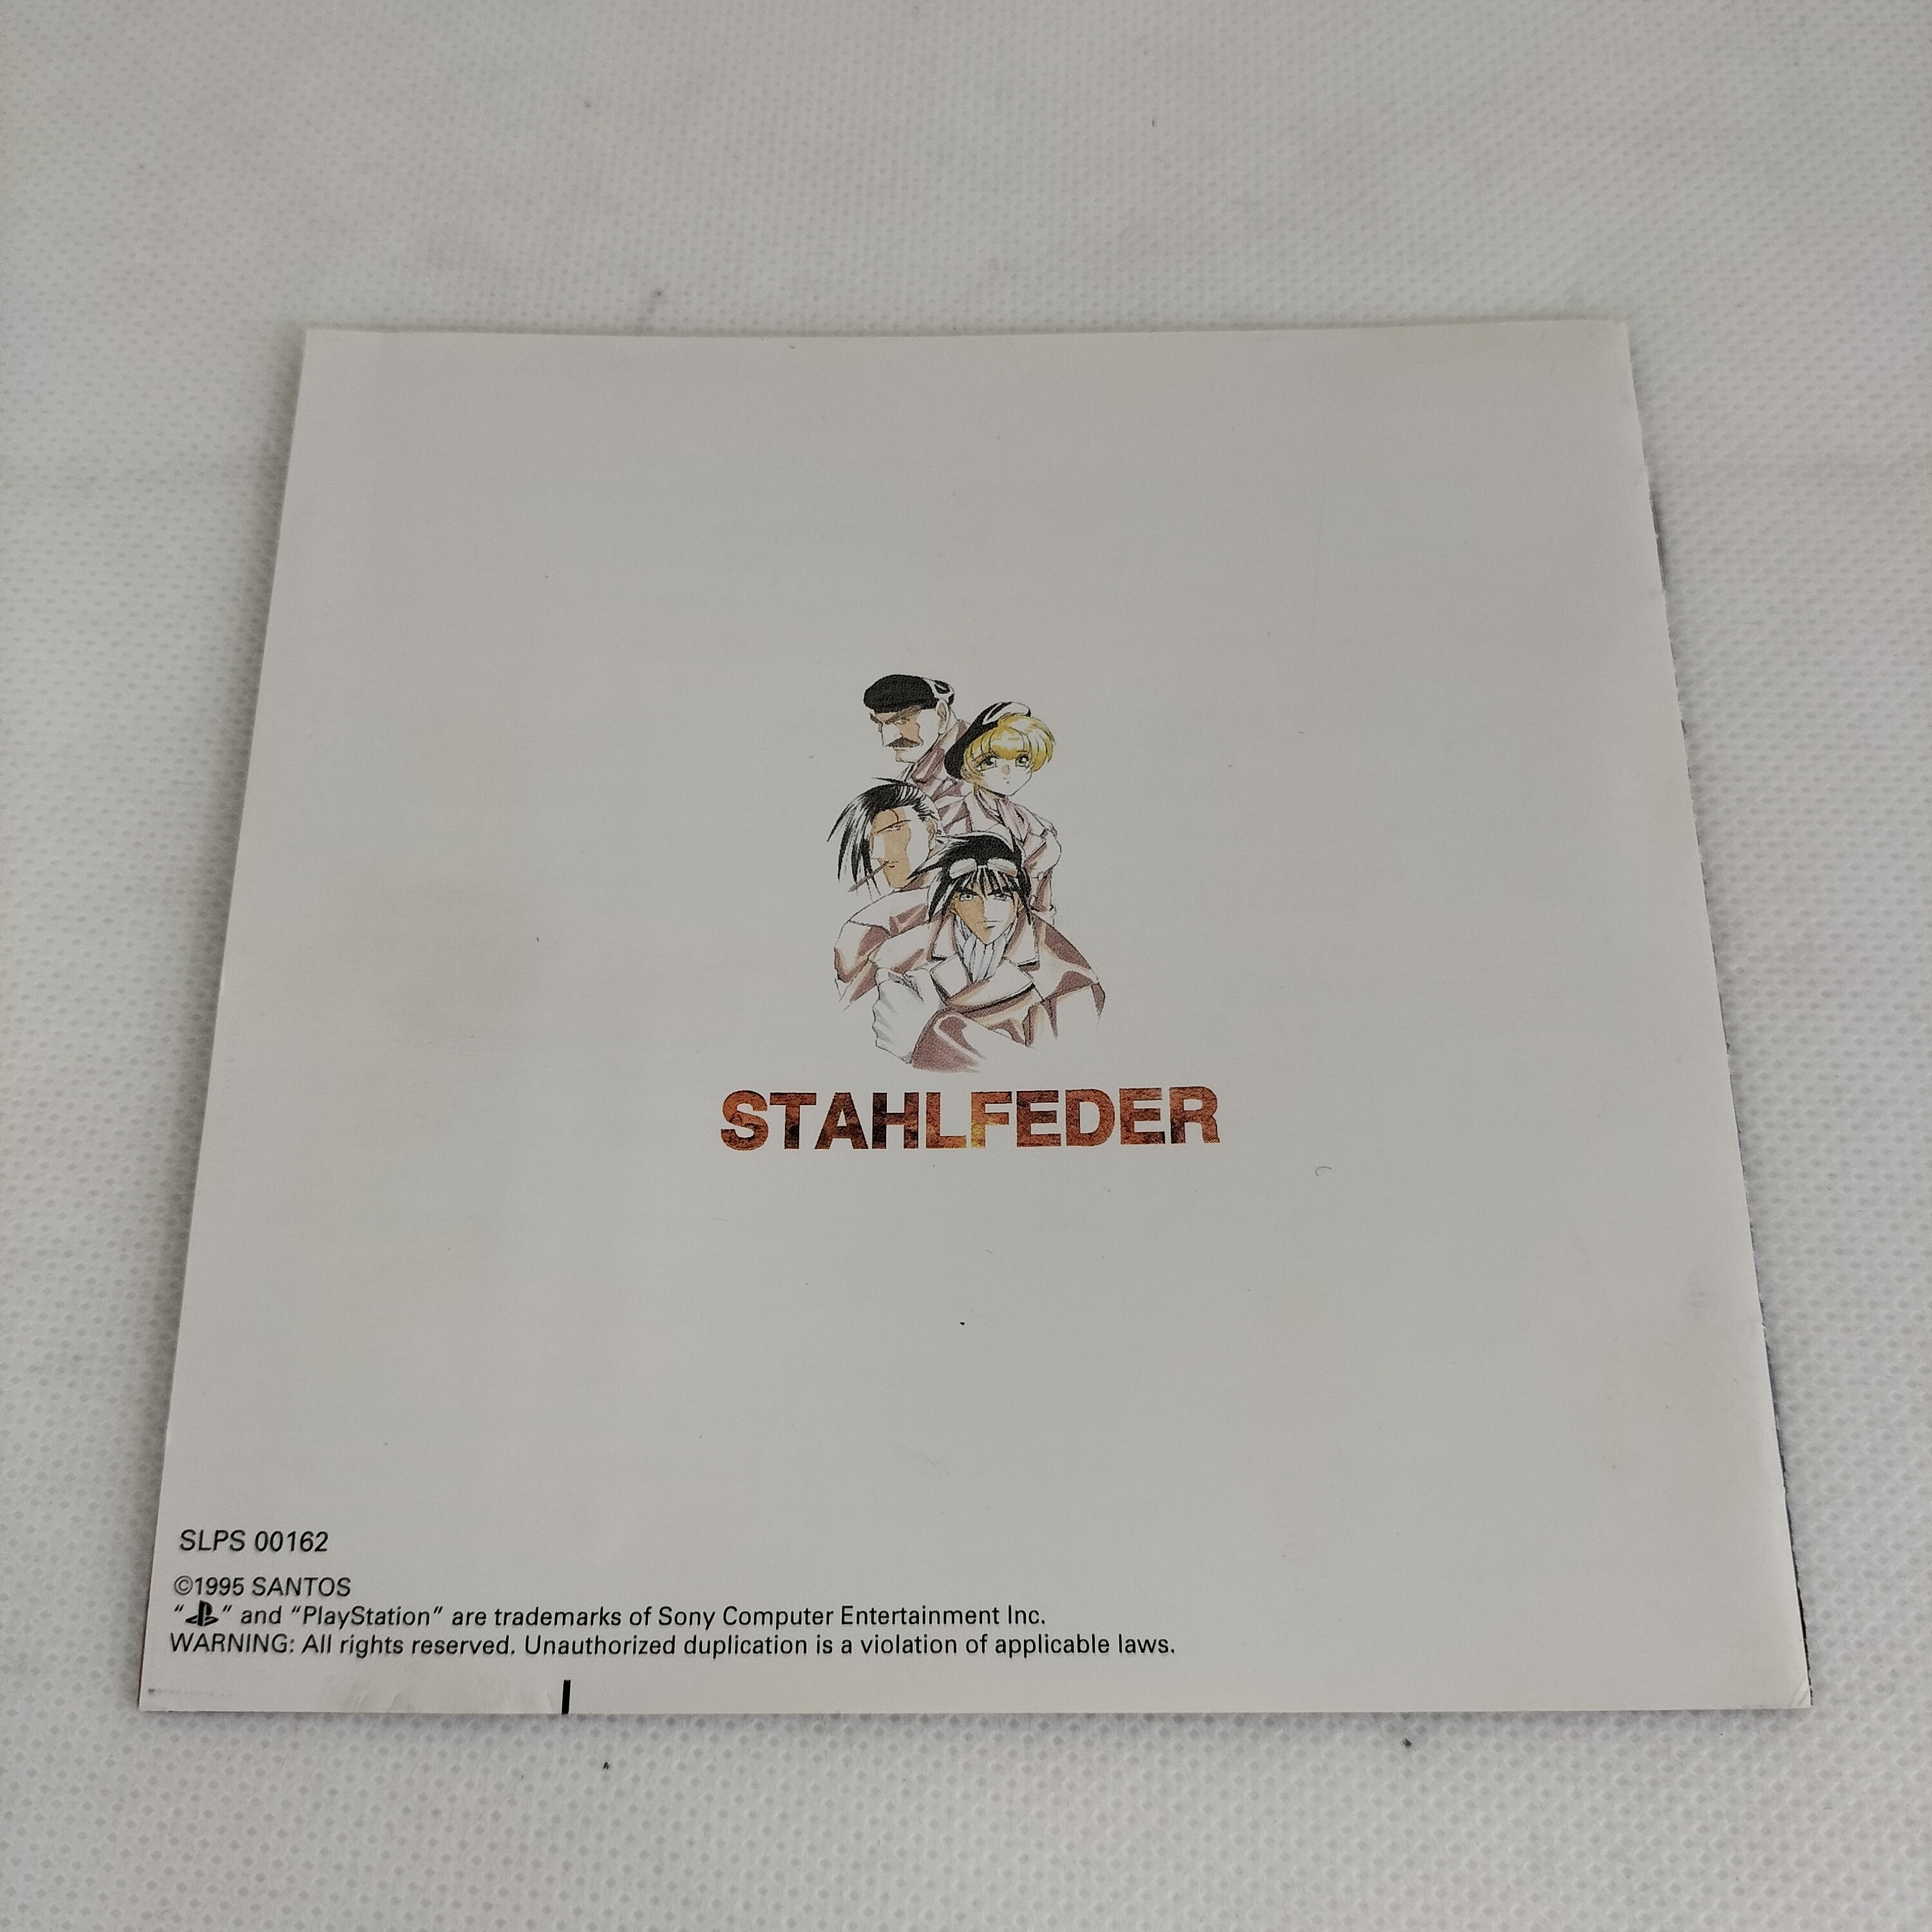 STAHLFEDER
SLPS 00162
©1995 SANTOS
“ ” and “PlayStation” are trademarks of Sony Computer Entertainment Inc.
WARNING: All rights reserved. Unauthorized duplication is a violation of applicable laws.